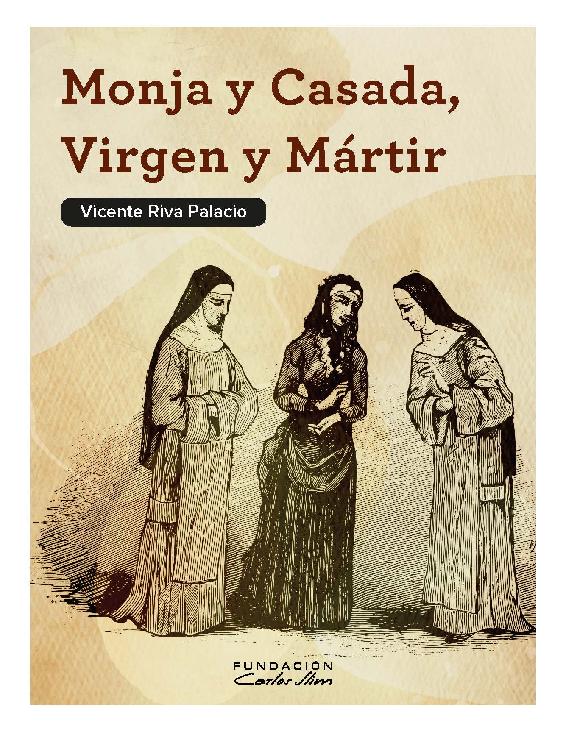 Monja y Casada,
Virgen y Mártir
Vicente Riva Palacio
FUNDACIÓN
Carlos Slim